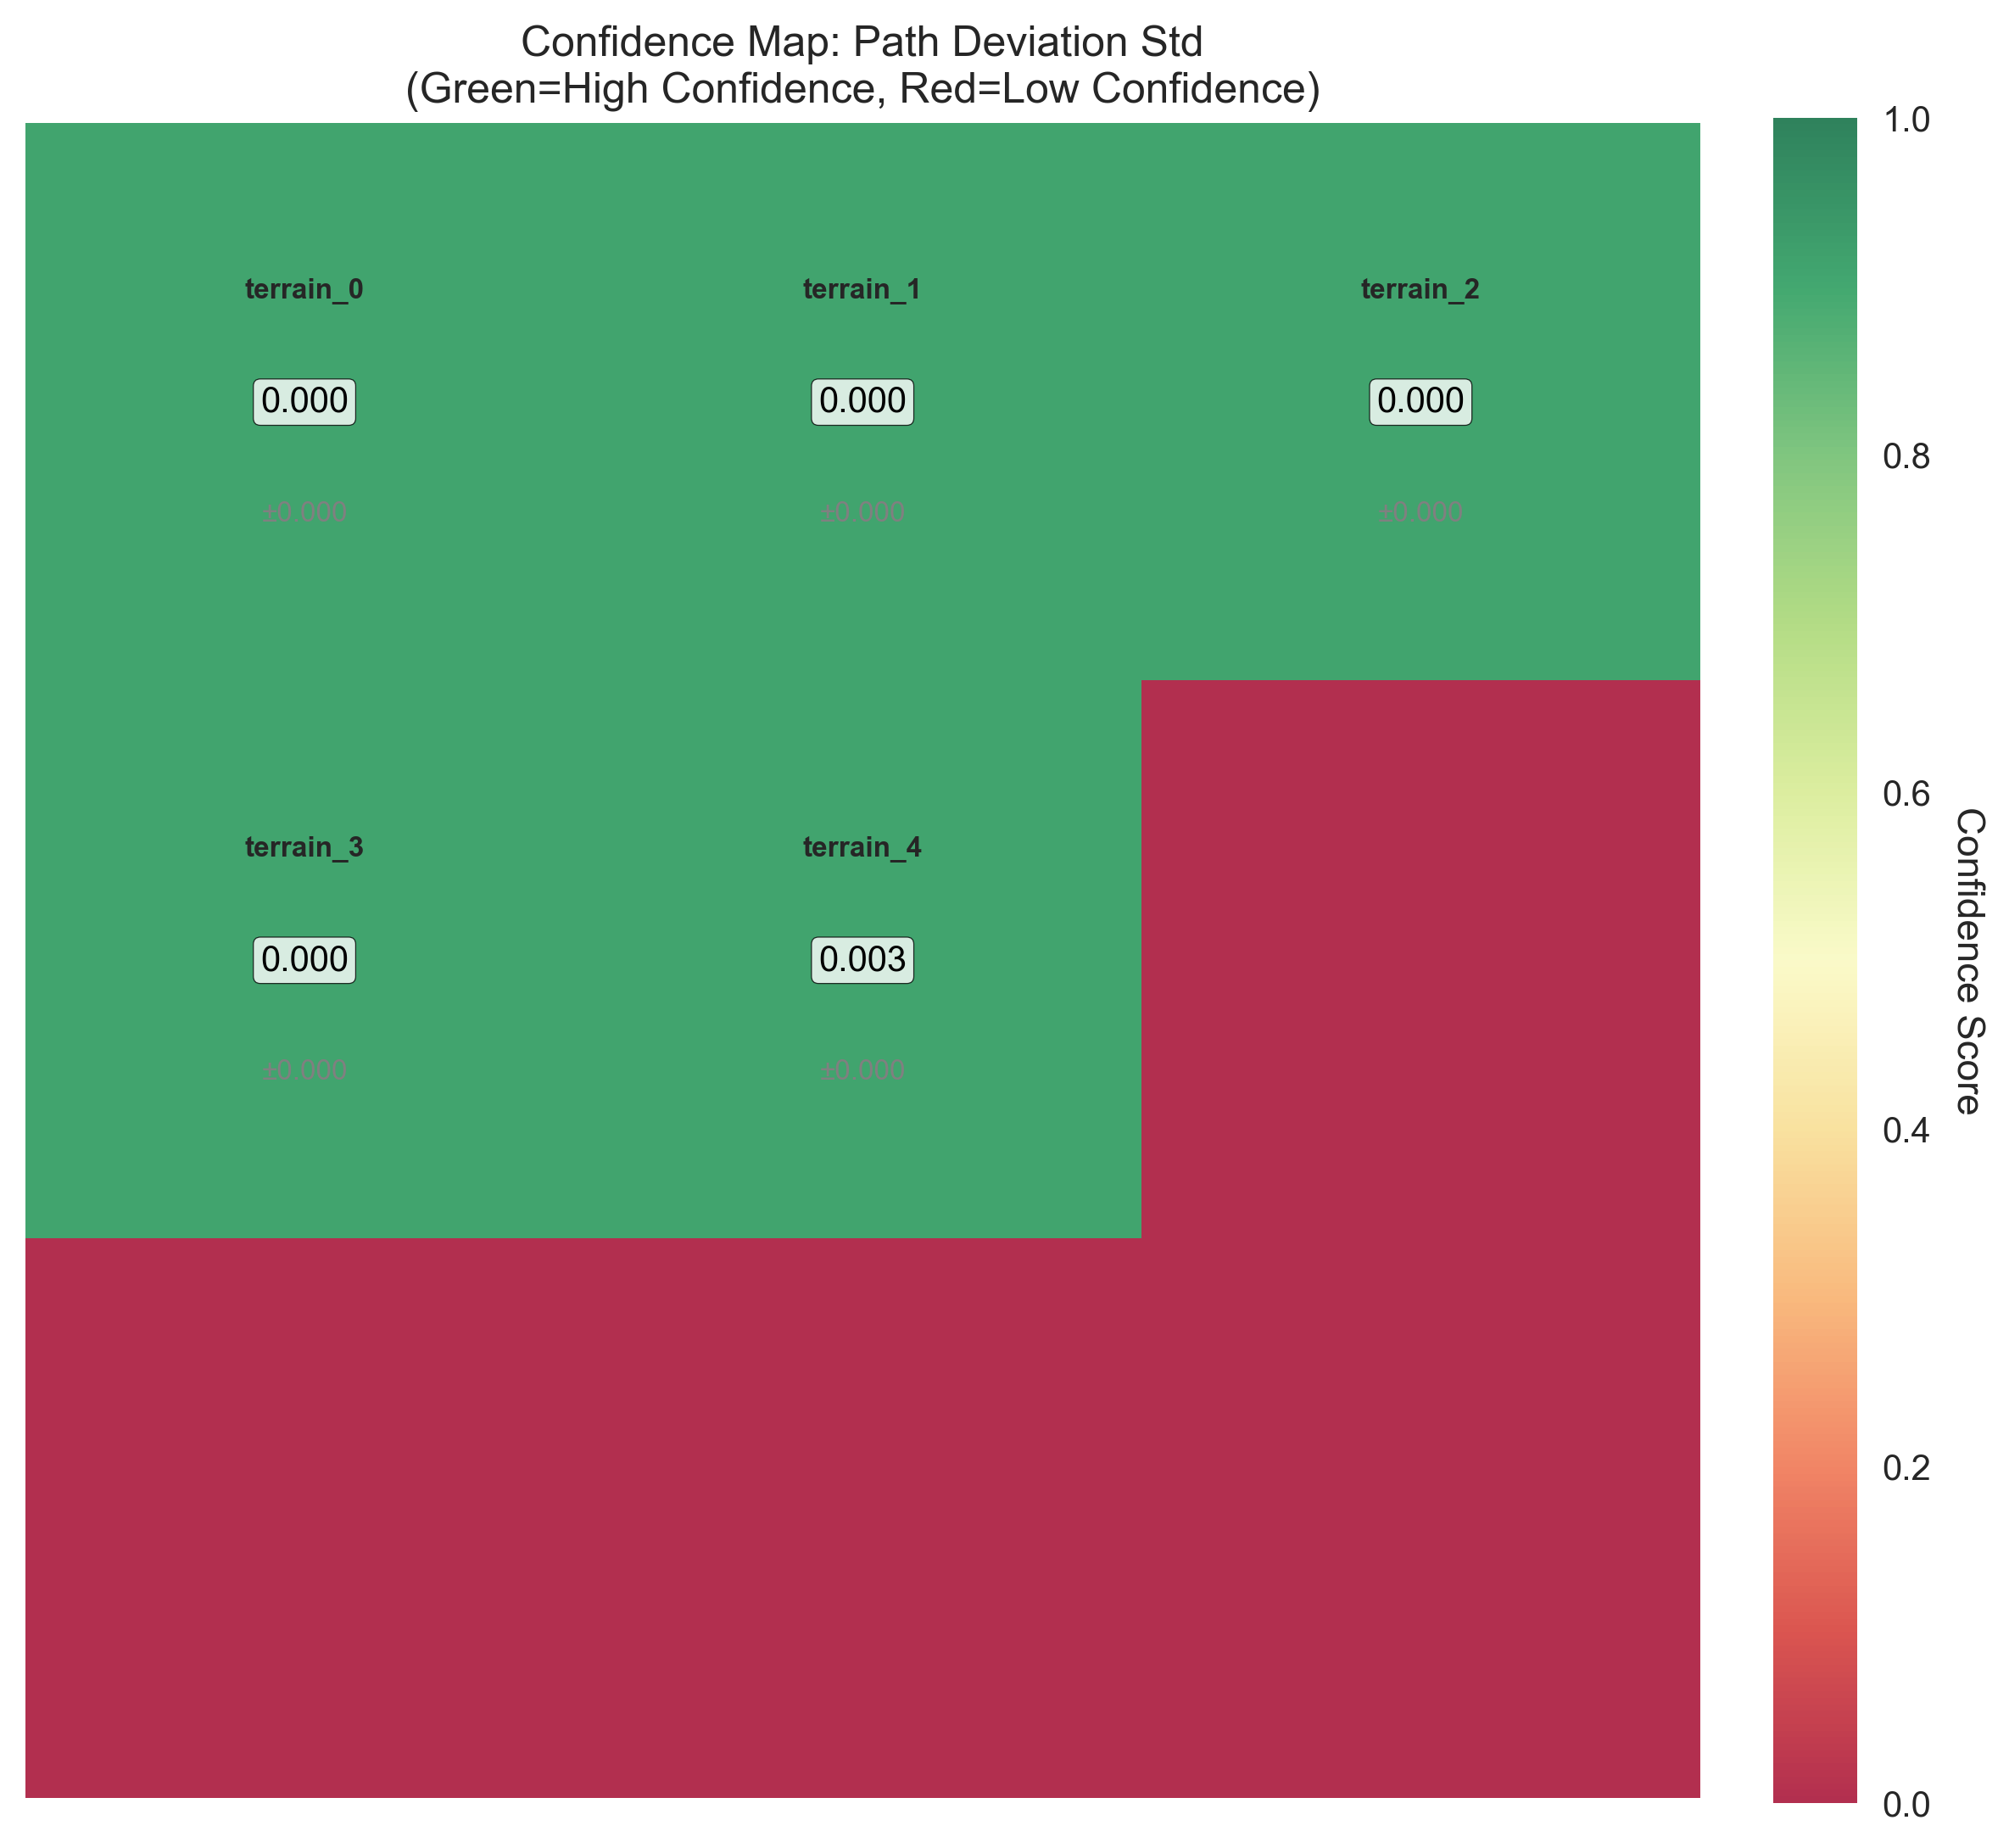 Confidence Map: Path Deviation Std
(Green=High Confidence, Red=Low Confidence)
terrain_0
terrain_1
terrain_2
0.000
0.000
0.000
±0.000
±0.000
±0.000
terrain_3
terrain_4
0.000
0.003
±0.000
±0.000
1.0
0.8
0.6
0.4
0.2
0.0
Confidence Score